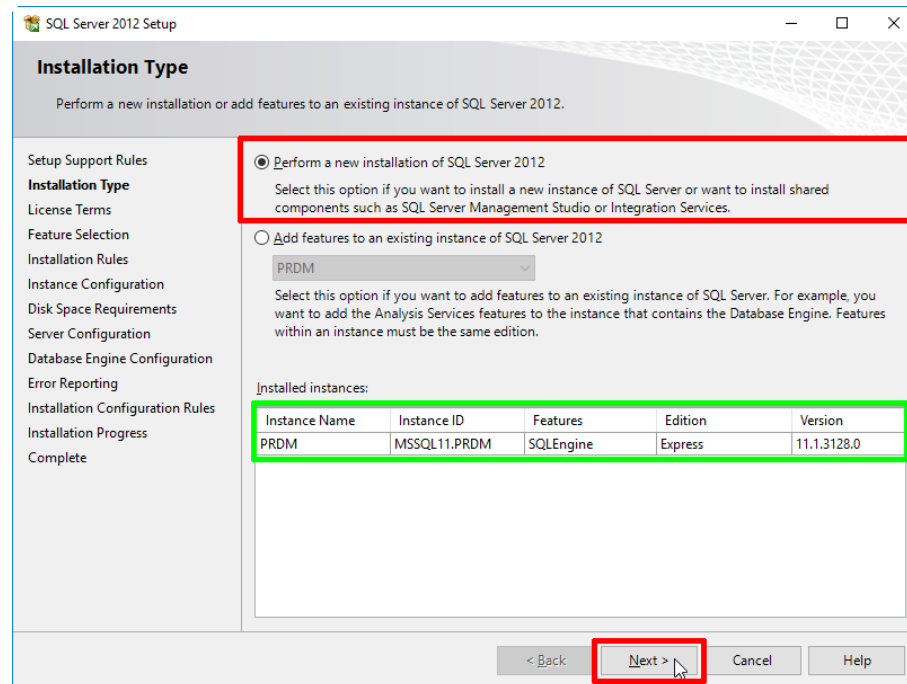 SQL Server 2012 Setup
Installation Type
Perform a new installation or add features to an existing instance of SQL Server 2012.
Setup Support Rules
Installation Type
License Terms
Feature Selection
Installation Rules
Instance Configuration
Disk Space Requirements
Server Configuration
Database Engine Configuration
Error Reporting
Installation Configuration Rules
Installation Progress
Complete
Perform a new installation of SQL Server 2012
Select this option if you want to install a new instance of SQL Server or want to install shared
components such as SQL Server Management Studio or Integration Services.
Add features to an existing instance of SQL Server 2012
PRDM
Select this option if you want to add features to an existing instance of SQL Server. For example, you
want to add the Analysis Services features to the instance that contains the Database Engine. Features
within an instance must be the same edition.
Installed instances:
Instance Name Instance ID Features Edition Version
PRDM MSSQL11.PRDM SQLEngine Express 11.1.3128.0
< Back Next > Cancel Help